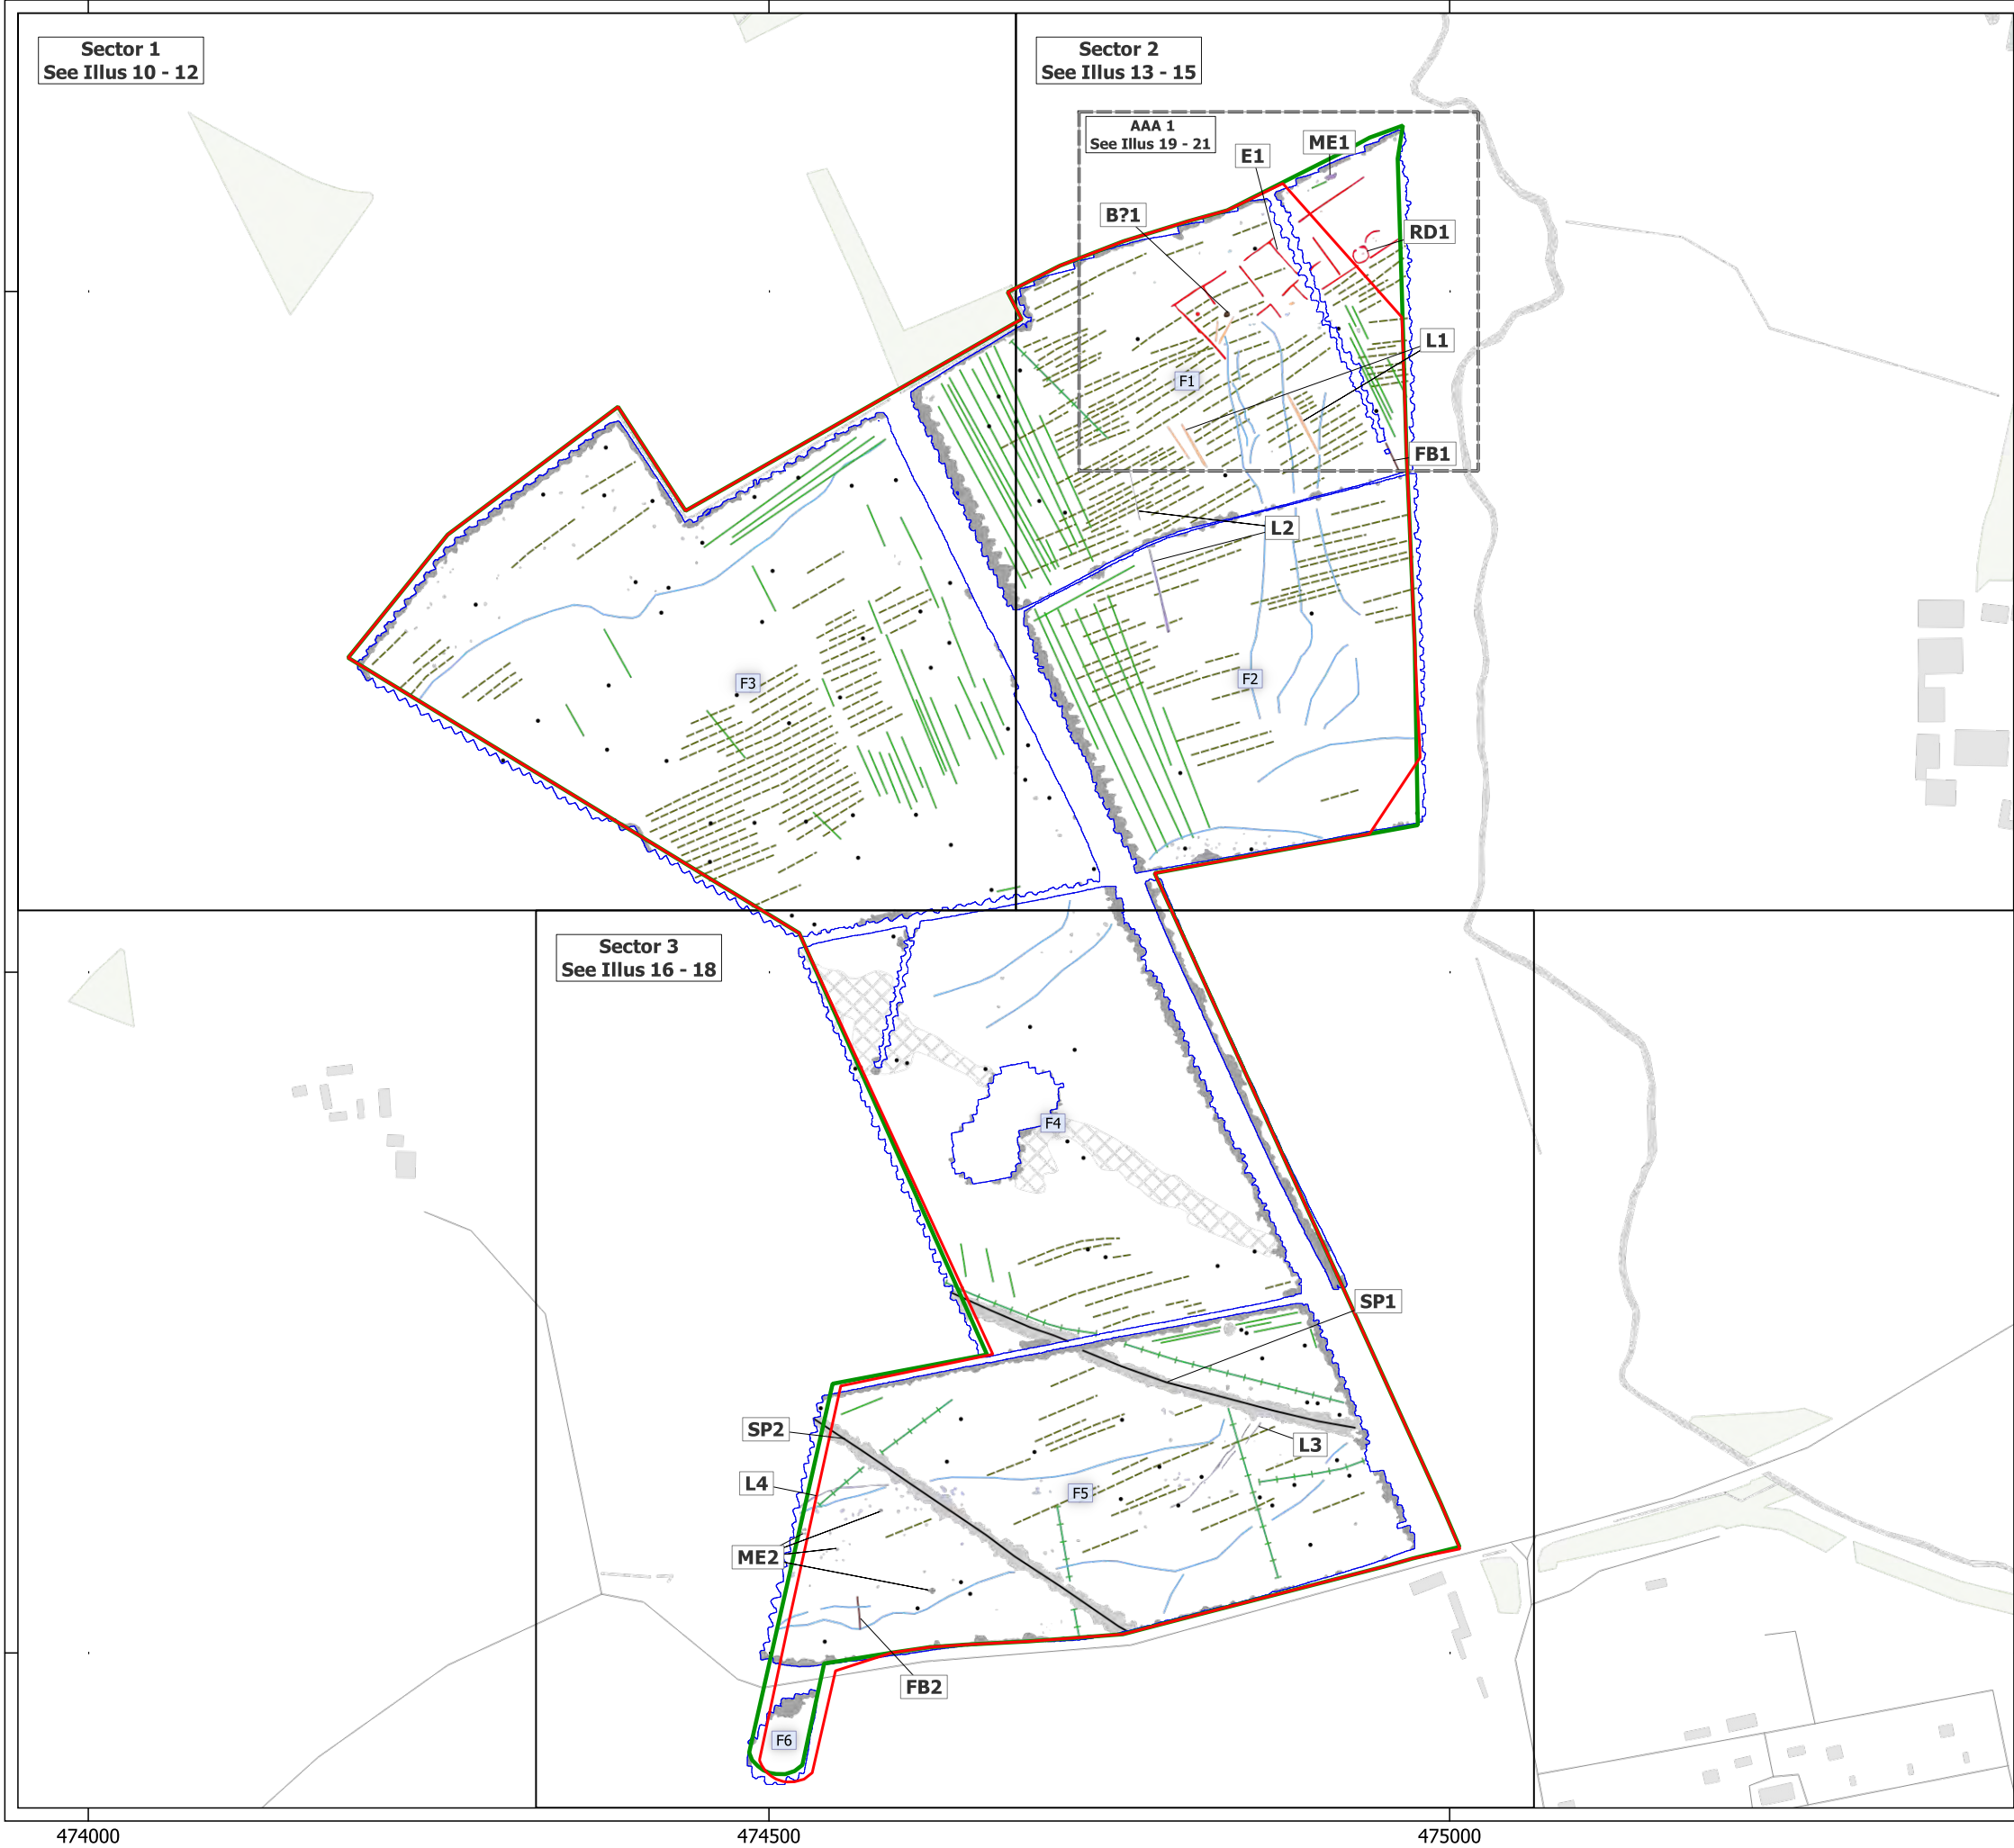 Sector 1
See Illus 10 - 12
Sector 2
See Illus 13 - 15
AAA 1
See Illus 19 - 21
ME1
E1
B?1
RD1
L1
F1
FB1
L2
F3
F2
Sector 3
See Illus 16 - 18
F4
SP1
SP2
L3
L4
F5
ME2
FB2
F6
474000
474500
475000